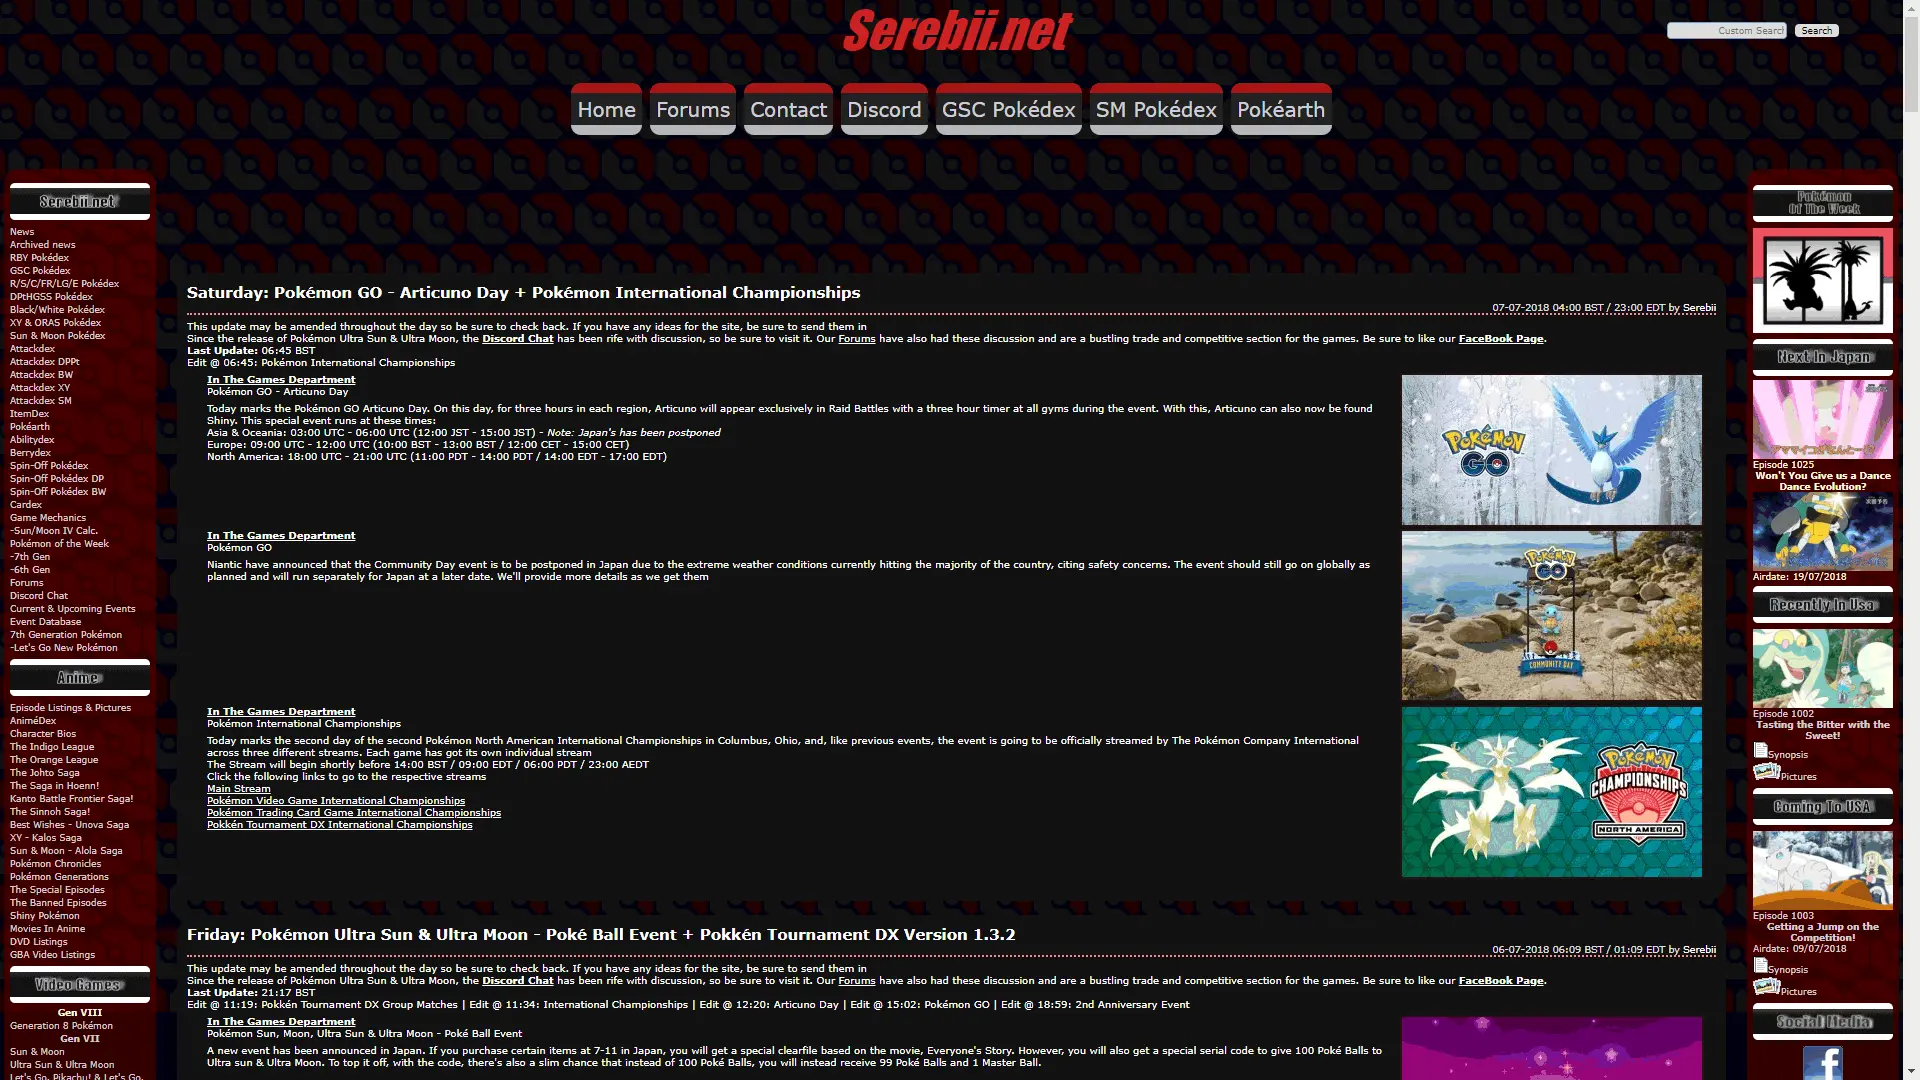 Serebii.net
Custom Search
Search
Home
Forums
Contact
Discord
GSC Pokédex
SM Pokédex
Pokéarth
Serebii.net
News
Archived news
RBY Pokédex
GSC Pokédex
R/S/C/FR/LG/E Pokédex
DPtHGSS Pokédex
Black/White Pokédex
XY & ORAS Pokédex
Sun & Moon Pokédex
Attackdex
Attackdex DPPt
Attackdex BW
Attackdex XY
Attackdex SM
ItemDex
Pokéarth
Abilitydex
Berrydex
Spin-Off Pokédex
Spin-Off Pokédex DP
Spin-Off Pokédex BW
Cardex
Game Mechanics
-Sun/Moon IV Calc.
Pokémon of the Week
-7th Gen
-6th Gen
Forums
Discord Chat
Current & Upcoming Events
Event Database
7th Generation Pokémon
-Let's Go New Pokémon
Anime
Episode Listings & Pictures
AniméDex
Character Bios
The Indigo League
The Orange League
The Johto Saga
The Saga in Hoenn!
Kanto Battle Frontier Saga!
The Sinnoh Saga!
Best Wishes - Unova Saga
XY - Kalos Saga
Sun & Moon - Alola Saga
Pokémon Chronicles
Pokémon Generations
The Special Episodes
The Banned Episodes
Shiny Pokémon
Movies In Anime
DVD Listings
GBA Video Listings
Video Games
Gen VIII
Generation 8 Pokémon
Gen VII
Sun & Moon
Ultra Sun & Ultra Moon
Let's Go, Pikachu! & Let's Go,
Saturday: Pokémon GO - Articuno Day + Pokémon International Championships
07-07-2018 04:00 BST / 23:00 EDT by Serebii
This update may be amended throughout the day so be sure to check back. If you have any ideas for the site, be sure to send them in
Since the release of Pokémon Ultra Sun & Ultra Moon, the Discord Chat has been rife with discussion, so be sure to visit it. Our Forums have also had these discussion and are a bustling trade and competitive section for the games. Be sure to like our FaceBook Page.
Last Update: 06:45 BST
Edit @ 06:45: Pokémon International Championships
In The Games Department
Pokémon GO - Articuno Day
Today marks the Pokémon GO Articuno Day. On this day, for three hours in each region, Articuno will appear exclusively in Raid Battles with a three hour timer at all gyms during the event. With this, Articuno can also now be found
Shiny. This special event runs at these times:
Asia & Oceania: 03:00 UTC - 06:00 UTC (12:00 JST - 15:00 JST) - Note: Japan's has been postponed
Europe: 09:00 UTC - 12:00 UTC (10:00 BST - 13:00 BST / 12:00 CET - 15:00 CET)
North America: 18:00 UTC - 21:00 UTC (11:00 PDT - 14:00 PDT / 14:00 EDT - 17:00 EDT)
POKÉMON
GO
In The Games Department
Pokémon GO
Niantic have announced that the Community Day event is to be postponed in Japan due to the extreme weather conditions currently hitting the majority of the country, citing safety concerns. The event should still go on globally as
planned and will run separately for Japan at a later date. We'll provide more details as we get them
POKÉMON
GO
COMMUNITY DAY
In The Games Department
Pokémon International Championships
Today marks the second day of the second Pokémon North American International Championships in Columbus, Ohio, and, like previous events, the event is going to be officially streamed by The Pokémon Company International
across three different streams. Each game has got its own individual stream
The Stream will begin shortly before 14:00 BST / 09:00 EDT / 06:00 PDT / 23:00 AEDT
Click the following links to go to the respective streams
Main Stream
Pokémon Video Game International Championships
Pokémon Trading Card Game International Championships
Pokkén Tournament DX International Championships
POKÉMON
CHAMPIONSHIPS
NORTH AMERICA
Friday: Pokémon Ultra Sun & Ultra Moon - Poké Ball Event + Pokkén Tournament DX Version 1.3.2
06-07-2018 06:09 BST / 01:09 EDT by Serebii
This update may be amended throughout the day so be sure to check back. If you have any ideas for the site, be sure to send them in
Since the release of Pokémon Ultra Sun & Ultra Moon, the Discord Chat has been rife with discussion, so be sure to visit it. Our Forums have also had these discussion and are a bustling trade and competitive section for the games. Be sure to like our FaceBook Page.
Last Update: 21:17 BST
Edit @ 11:19: Pokkén Tournament DX Group Matches | Edit @ 11:34: International Championships | Edit @ 12:20: Articuno Day | Edit @ 15:02: Pokémon GO | Edit @ 18:59: 2nd Anniversary Event
In The Games Department
Pokémon Sun, Moon, Ultra Sun & Ultra Moon - Poké Ball Event
A new event has been announced in Japan. If you purchase certain items at 7-11 in Japan, you will get a special clearfile based on the movie, Everyone's Story. However, you will also get a special serial code to give 100 Poké Balls to
Ultra sun & Ultra Moon. To top it off, with the code, there's also a slim chance that instead of 100 Poké Balls, you will instead receive 99 Poké Balls and 1 Master Ball.
Pokémon
Of The Week
Next In Japan
Episode 1025
Won't You Give us a Dance
Dance Evolution?
Airdate: 19/07/2018
Recently In Usa
Episode 1002
Tasting the Bitter with the
Sweet!
Synopsis
Pictures
Coming To USA
Episode 1003
Getting a Jump on the
Competition!
Airdate: 09/07/2018
Synopsis
Pictures
Social Media
f